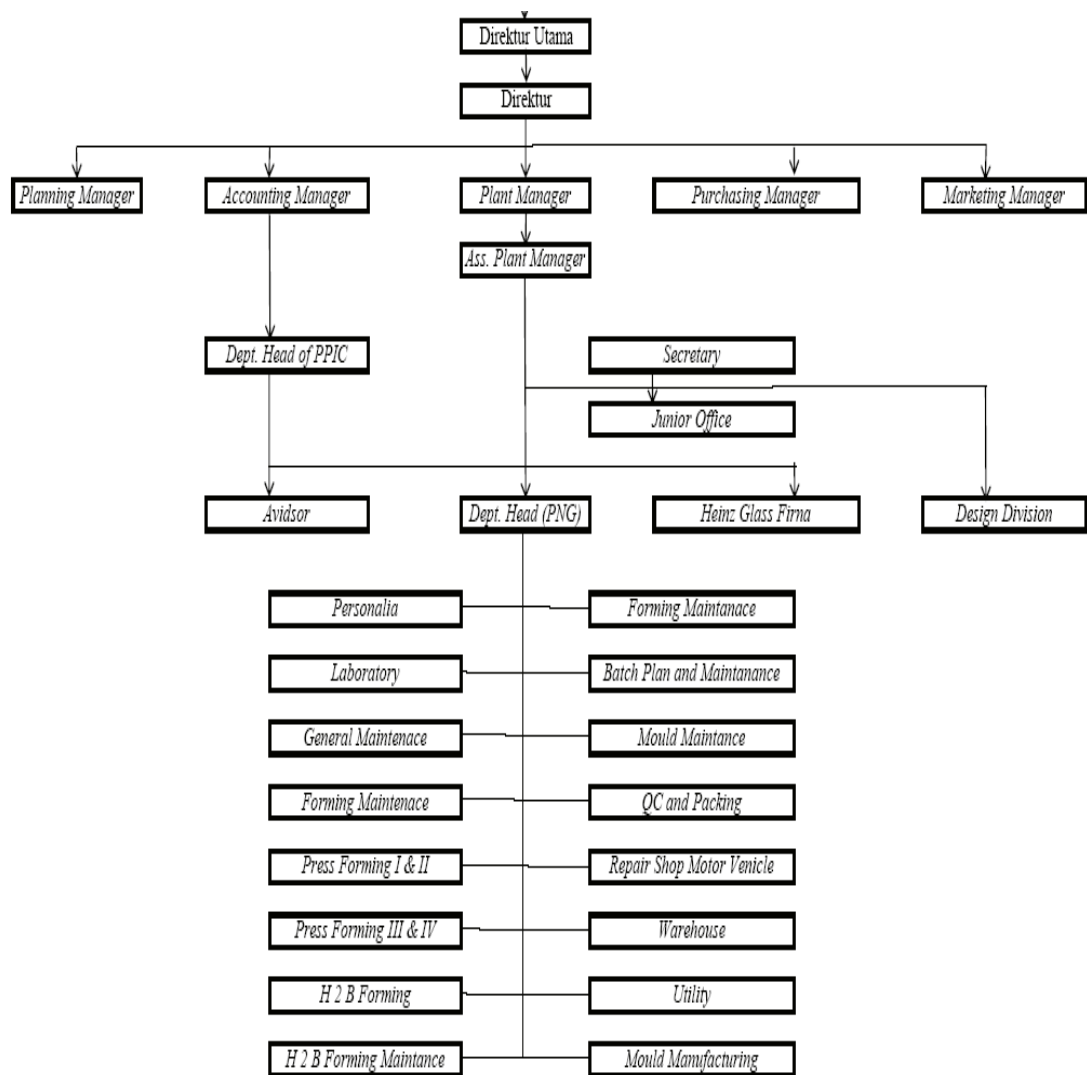 Direktur Utama
Direktur
Planning Manager
Accounting Manager
Plant Manager
Purchasing Manager
Marketing Manager
Ass. Plant Manager
Dept. Head of PPIC
Secretary
Junior Office
Avidsor
Dept. Head (PNG)
Heinz Glass Firna
Design Division
Personalia
Forming Maintanace
Laboratory
Batch Plan and Maintanance
General Maintenace
Mould Maintance
Forming Maintenace
QC and Packing
Press Forming I & II
Repair Shop Motor Venicle
Press Forming III & IV
Warehouse
H 2 B Forming
Utility
H 2 B Forming Maintance
Mould Manufacturing